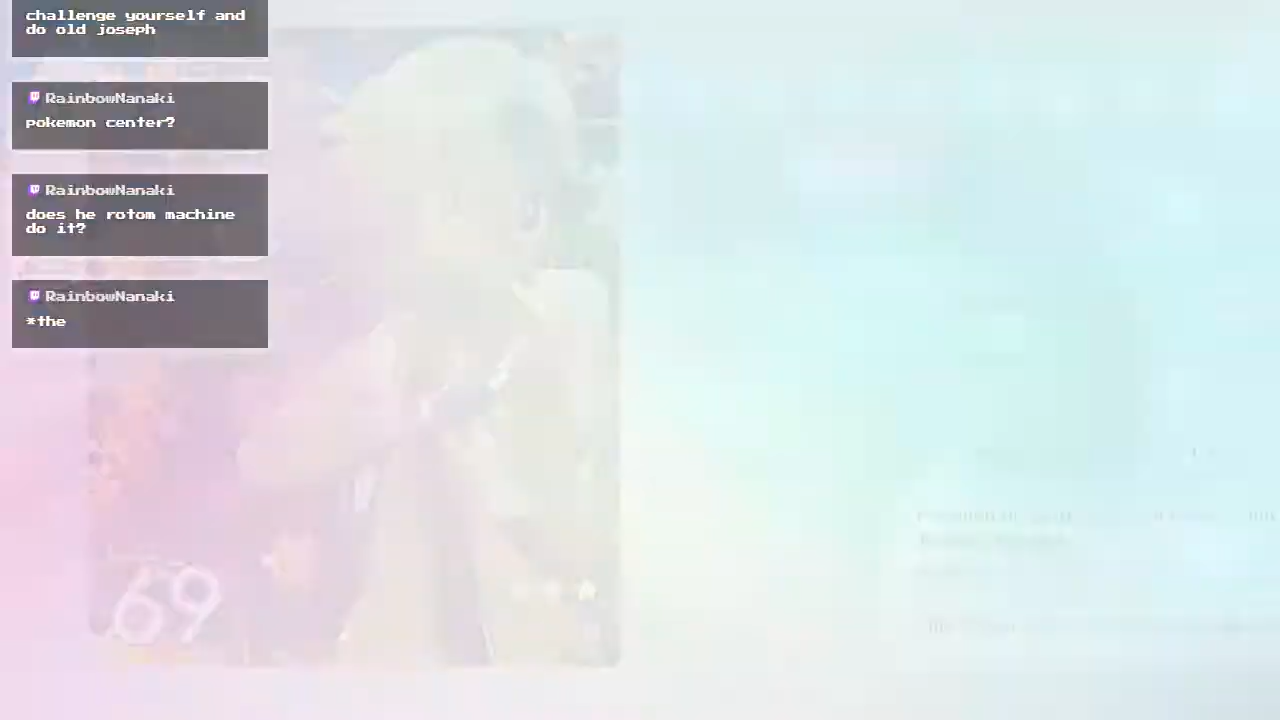 challenge yourself and
do old joseph
RainbowNanaki
pokemon center?
RainbowNanaki
does he rotom machine
do it?
RainbowNanaki
*the
69